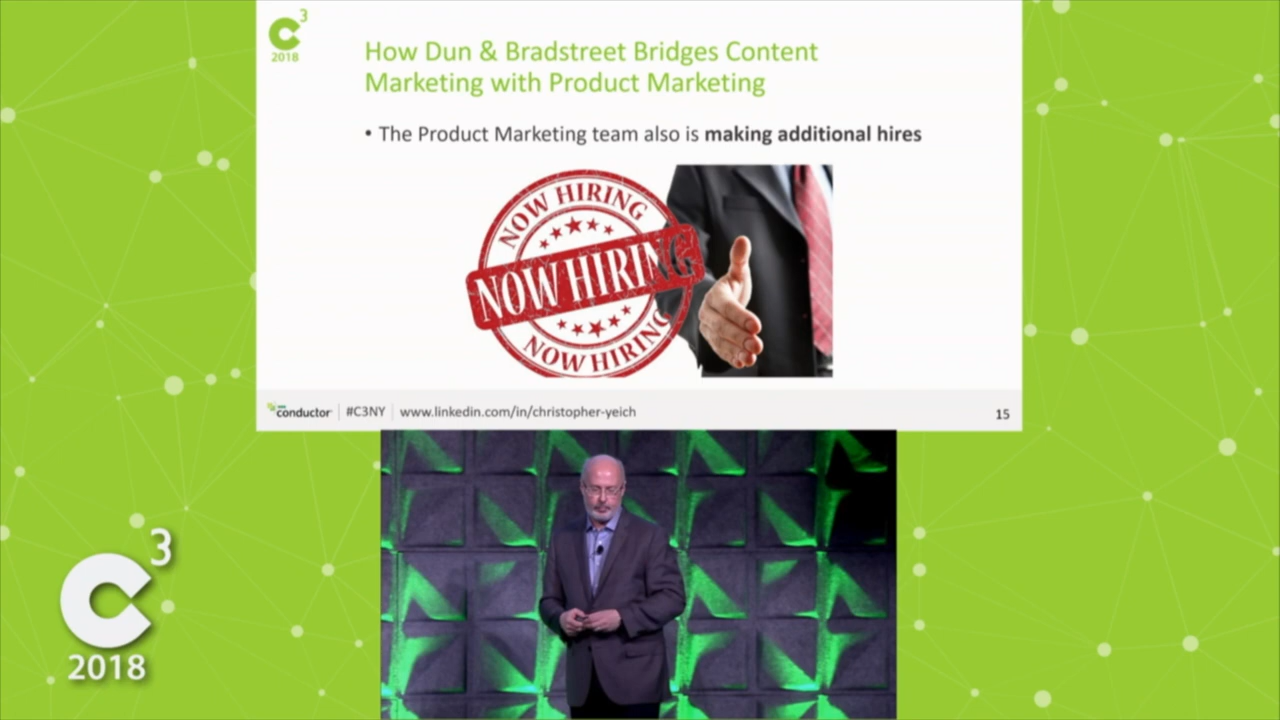 C3
2018
How Dun & Bradstreet Bridges Content
Marketing with Product Marketing
• The Product Marketing team also is making additional hires
NOW HIRING
NOW HIRING
NOW HIRING
conductor
#C3NY
www.linkedin.com/in/christopher-yeich
15
C3
2018